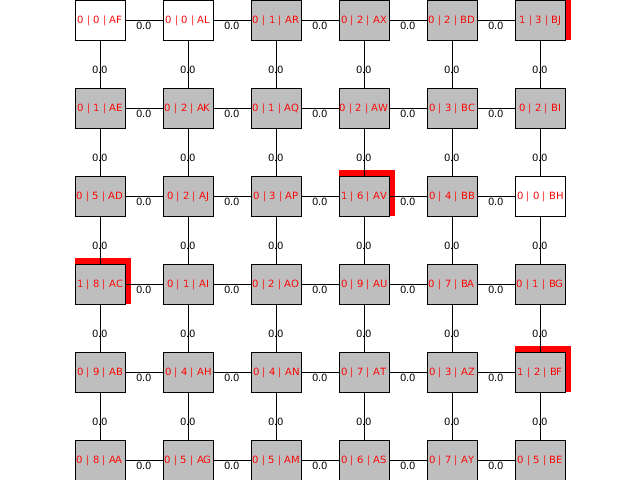 0 | 0 | AF 0.0 0 | 0 | AL 0.0 0 | 1 | AR 0.0 0 | 2 | AX 0.0 0 | 2 | BD 0.0 1 | 3 | BJ
0.0 0.0 0.0 0.0 0.0 0.0
0 | 1 | AE 0.0 0 | 2 | AK 0.0 0 | 1 | AQ 0.0 0 | 2 | AW 0.0 0 | 3 | BC 0.0 0 | 2 | BI
0.0 0.0 0.0 0.0 0.0 0.0
0 | 5 | AD 0.0 0 | 2 | AJ 0.0 0 | 3 | AP 0.0 1 | 6 | AV 0.0 0 | 4 | BB 0.0 0 | 0 | BH
0.0 0.0 0.0 0.0 0.0 0.0
1 | 8 | AC 0.0 0 | 1 | AI 0.0 0 | 2 | AO 0.0 0 | 9 | AU 0.0 0 | 7 | BA 0.0 0 | 1 | BG
0.0 0.0 0.0 0.0 0.0 0.0
0 | 9 | AB 0.0 0 | 4 | AH 0.0 0 | 4 | AN 0.0 0 | 7 | AT 0.0 0 | 3 | AZ 0.0 1 | 2 | BF
0.0 0.0 0.0 0.0 0.0 0.0
0 | 8 | AA 0.0 0 | 5 | AG 0.0 0 | 5 | AM 0.0 0 | 6 | AS 0.0 0 | 7 | AY 0.0 0 | 5 | BE